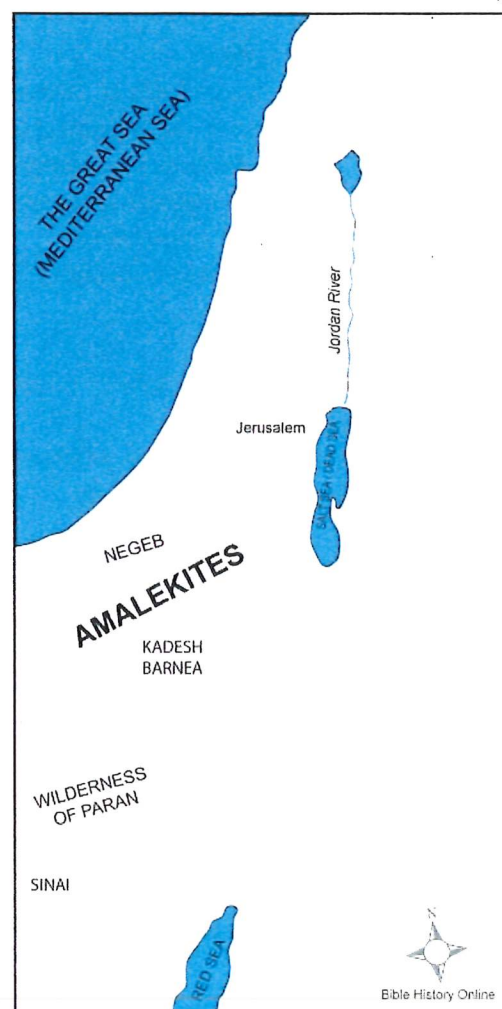 THE GREAT SEA
(MEDITERRANEAN SEA)
Jordan River
Jerusalem
SALT SEA / DEAD SEA
NEGEB
AMALEKITES
KADESH
BARNEA
WILDERNESS
OF PARAN
SINAI
RED SEA
N
Bible History Online